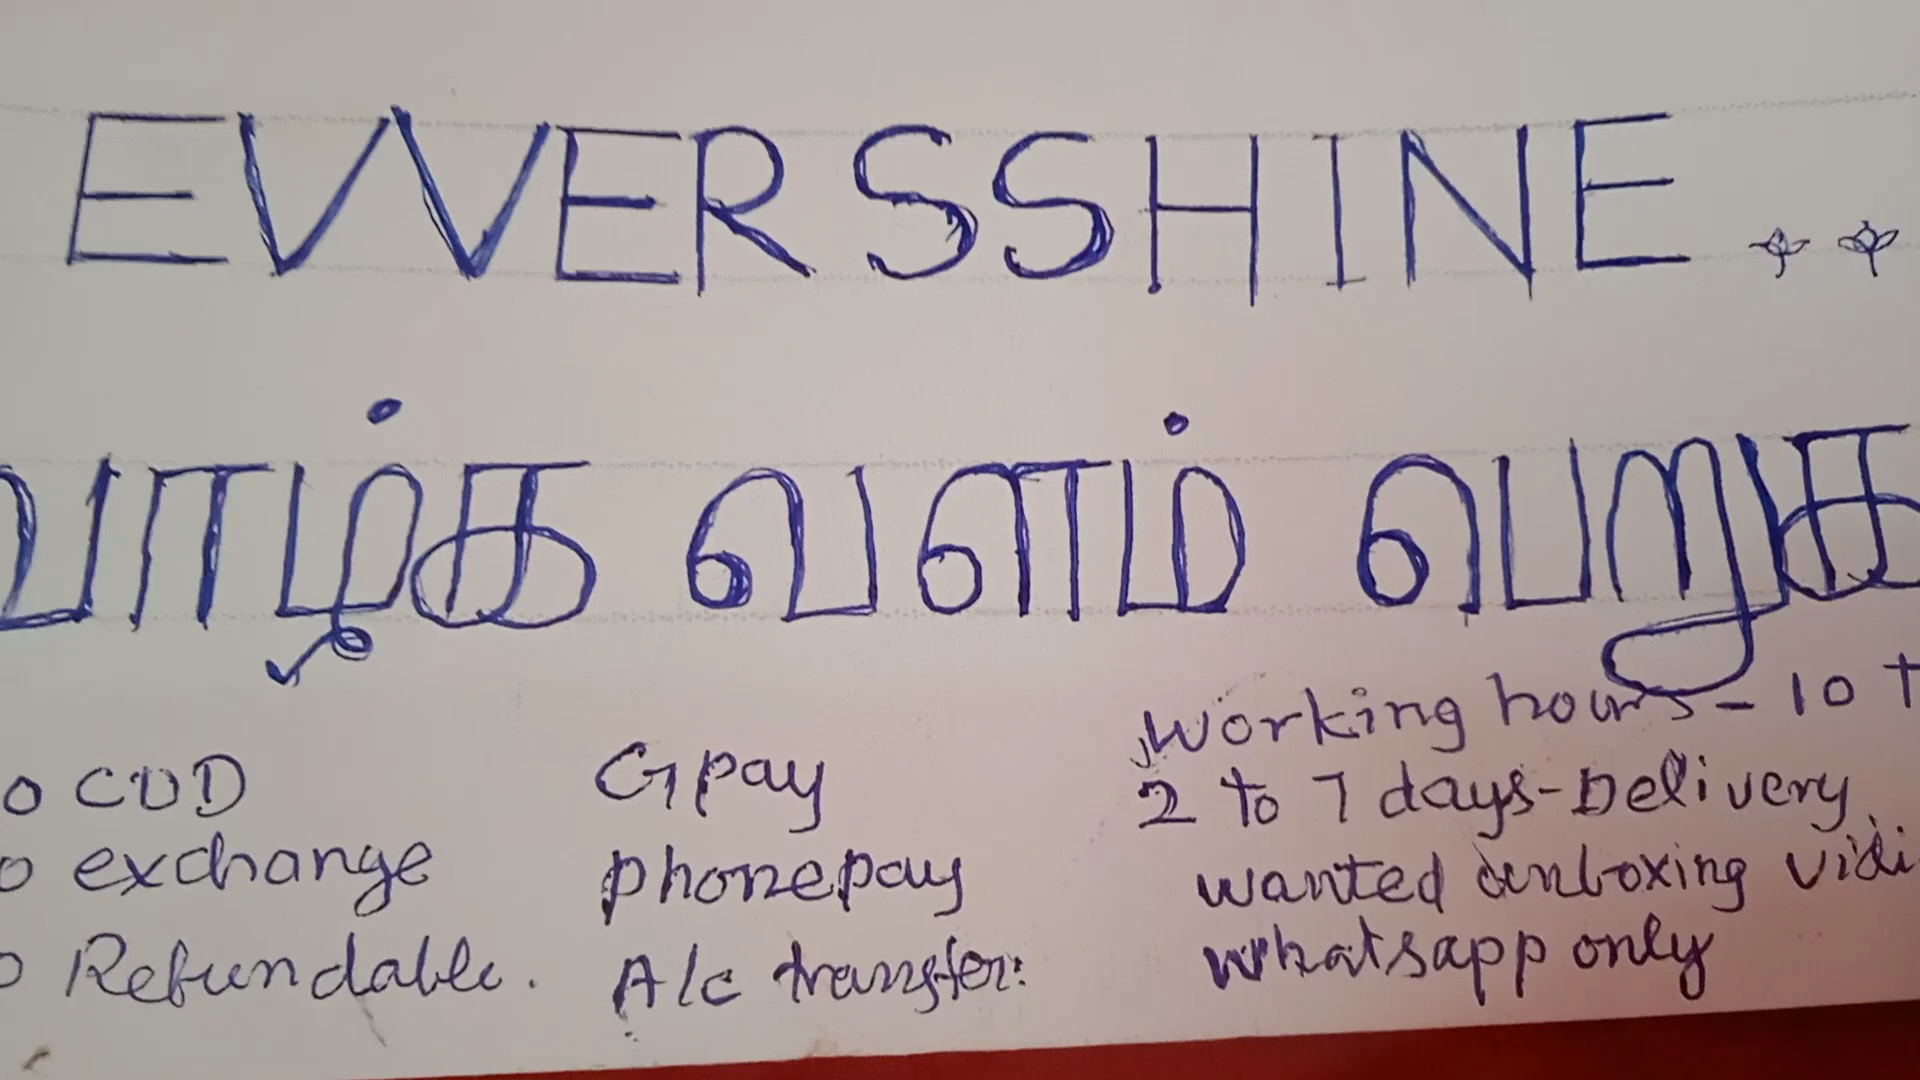 EVVERSSHINE..
வாழ்க வளம் பெறுக
o COD Gpay Working hours - 10 t
o exchange phonepay 2 to 7 days - Delivery
o Refundable. A/c transfer: wanted unboxing vidi
Whatsapp only